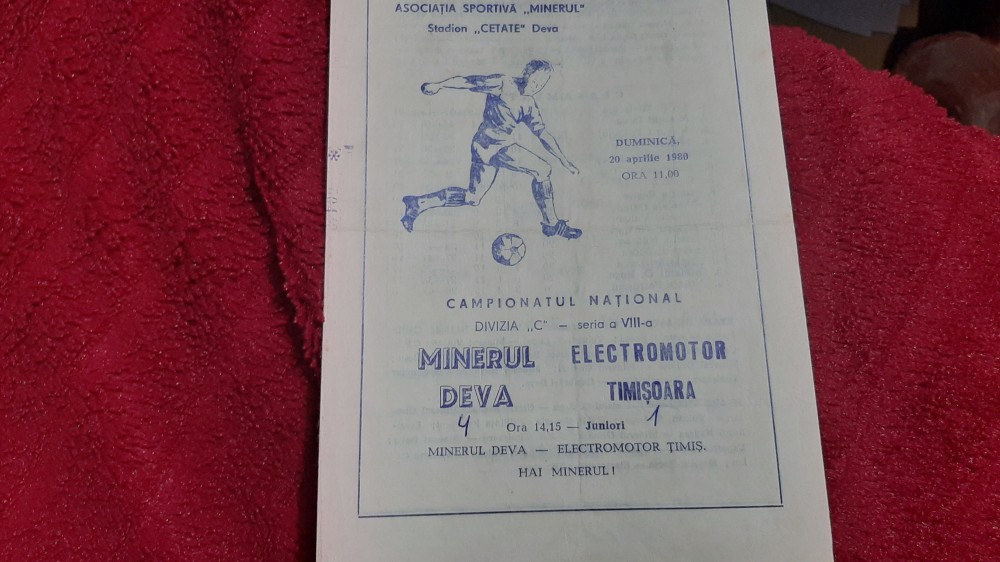 ASOCIAȚIA SPORTIVĂ „MINERUL”
Stadion „CETATE” Deva
DUMINICĂ,
20 aprilie 1980
ORA 11,00
CAMPIONATUL NAȚIONAL
DIVIZIA „C” — seria a VIII-a
MINERUL ELECTROMOTOR
DEVA TIMIȘOARA
4 1
Ora 14,15 — Juniori
MINERUL DEVA — ELECTROMOTOR TIMIȘ.
HAI MINERUL!